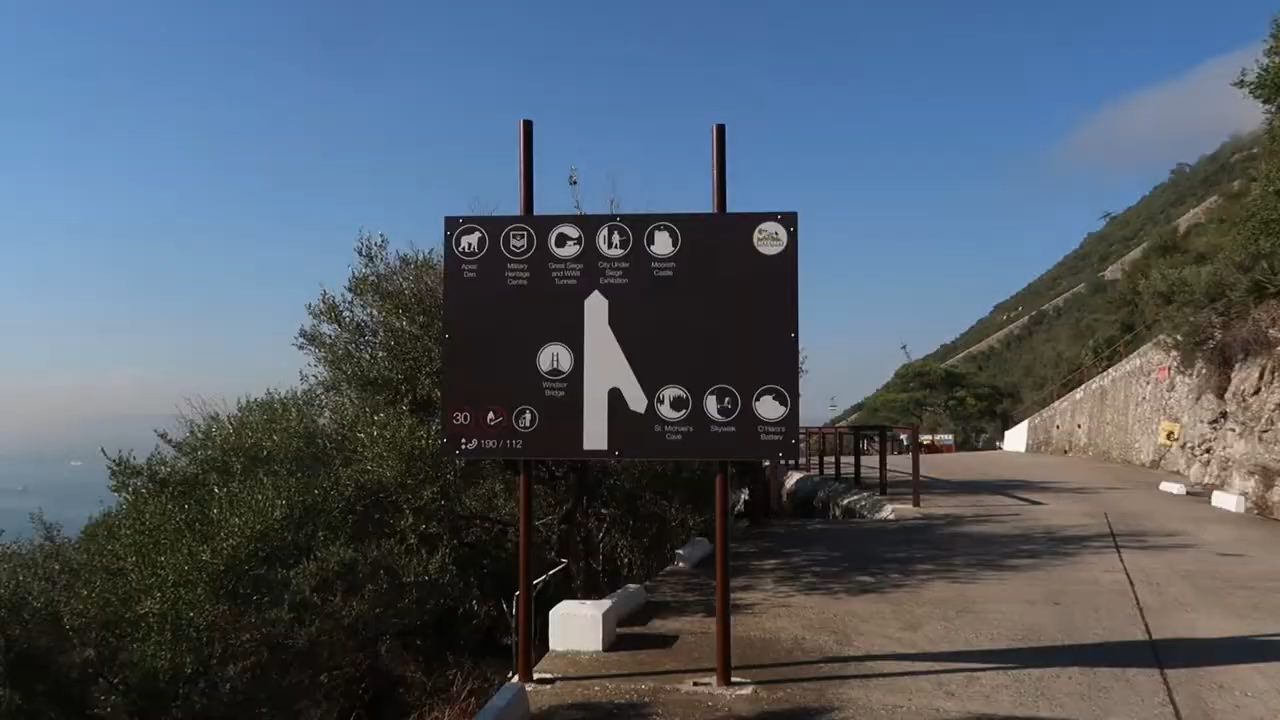 Apes'
Den
Military
Heritage
Centre
Great Siege
and WWII
Tunnels
City Under
Siege
Exhibition
Moorish
Castle
Windsor
Bridge
St. Michael's
Cave
Skywalk
O'Hara's
Battery
30
190 / 112